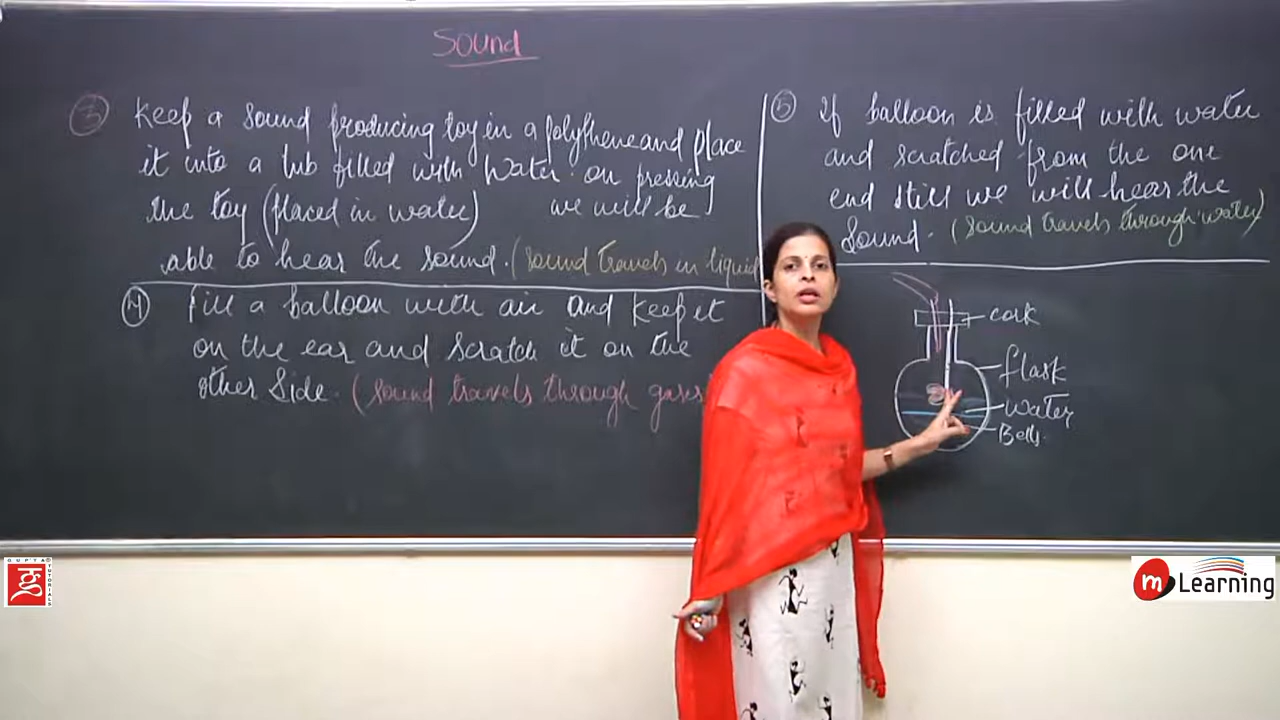 Sound
③ Keep a sound producing toy in a polythene and place
it into a tub filled with water. on pressing
the toy (placed in water) we will be
able to hear the sound. (sound travels in liquid
④ Fill a balloon with air and keep it
on the ear and scratch it on the
other side. (sound travels through gases
⑤ If balloon is filled with water
and scratched from the one
end still we will hear the
sound. (sound travels through water)
cork
flask
water
Bells.
GUPTA TUTORIALS
m Learning